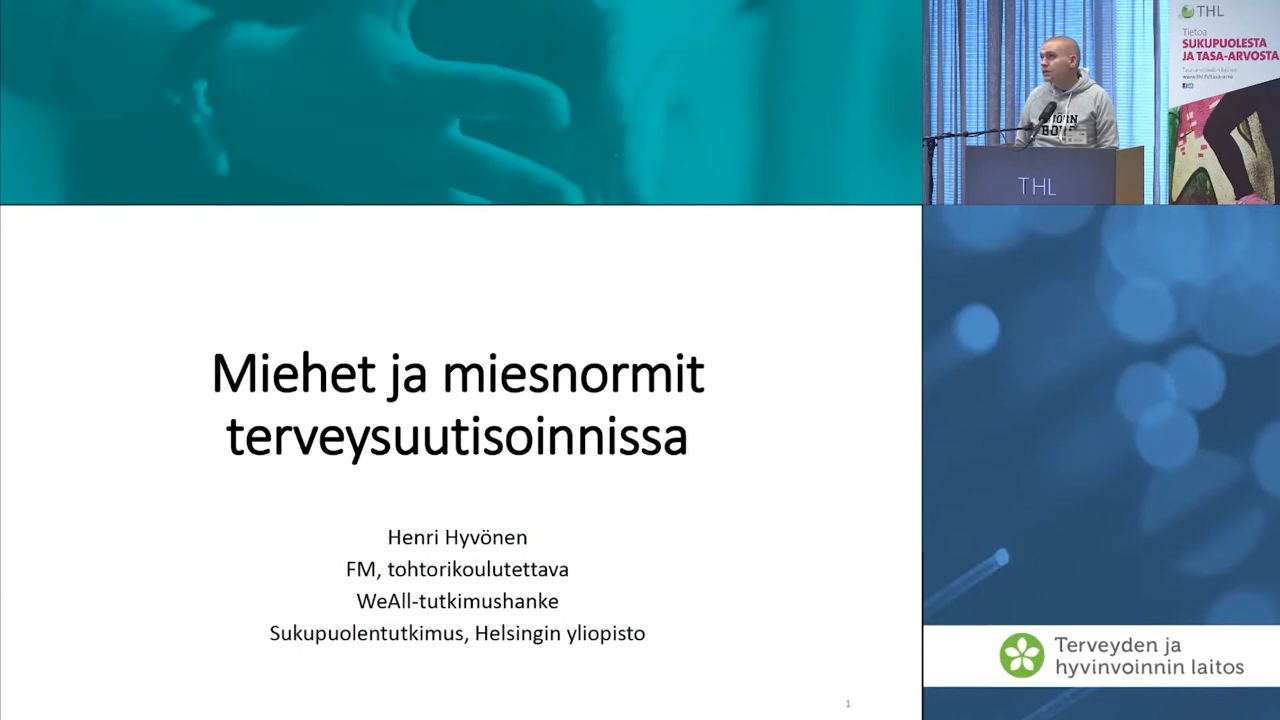 Miehet ja miesnormit
terveysuutisoinnissa
Henri Hyvönen
FM, tohtorikoulutettava
WeAll-tutkimushanke
Sukupuolentutkimus, Helsingin yliopisto
1
THL
Tietoa
SUKUPUOLESTA
JA TASA-ARVOSTA
THL
Terveyden ja
hyvinvoinnin laitos